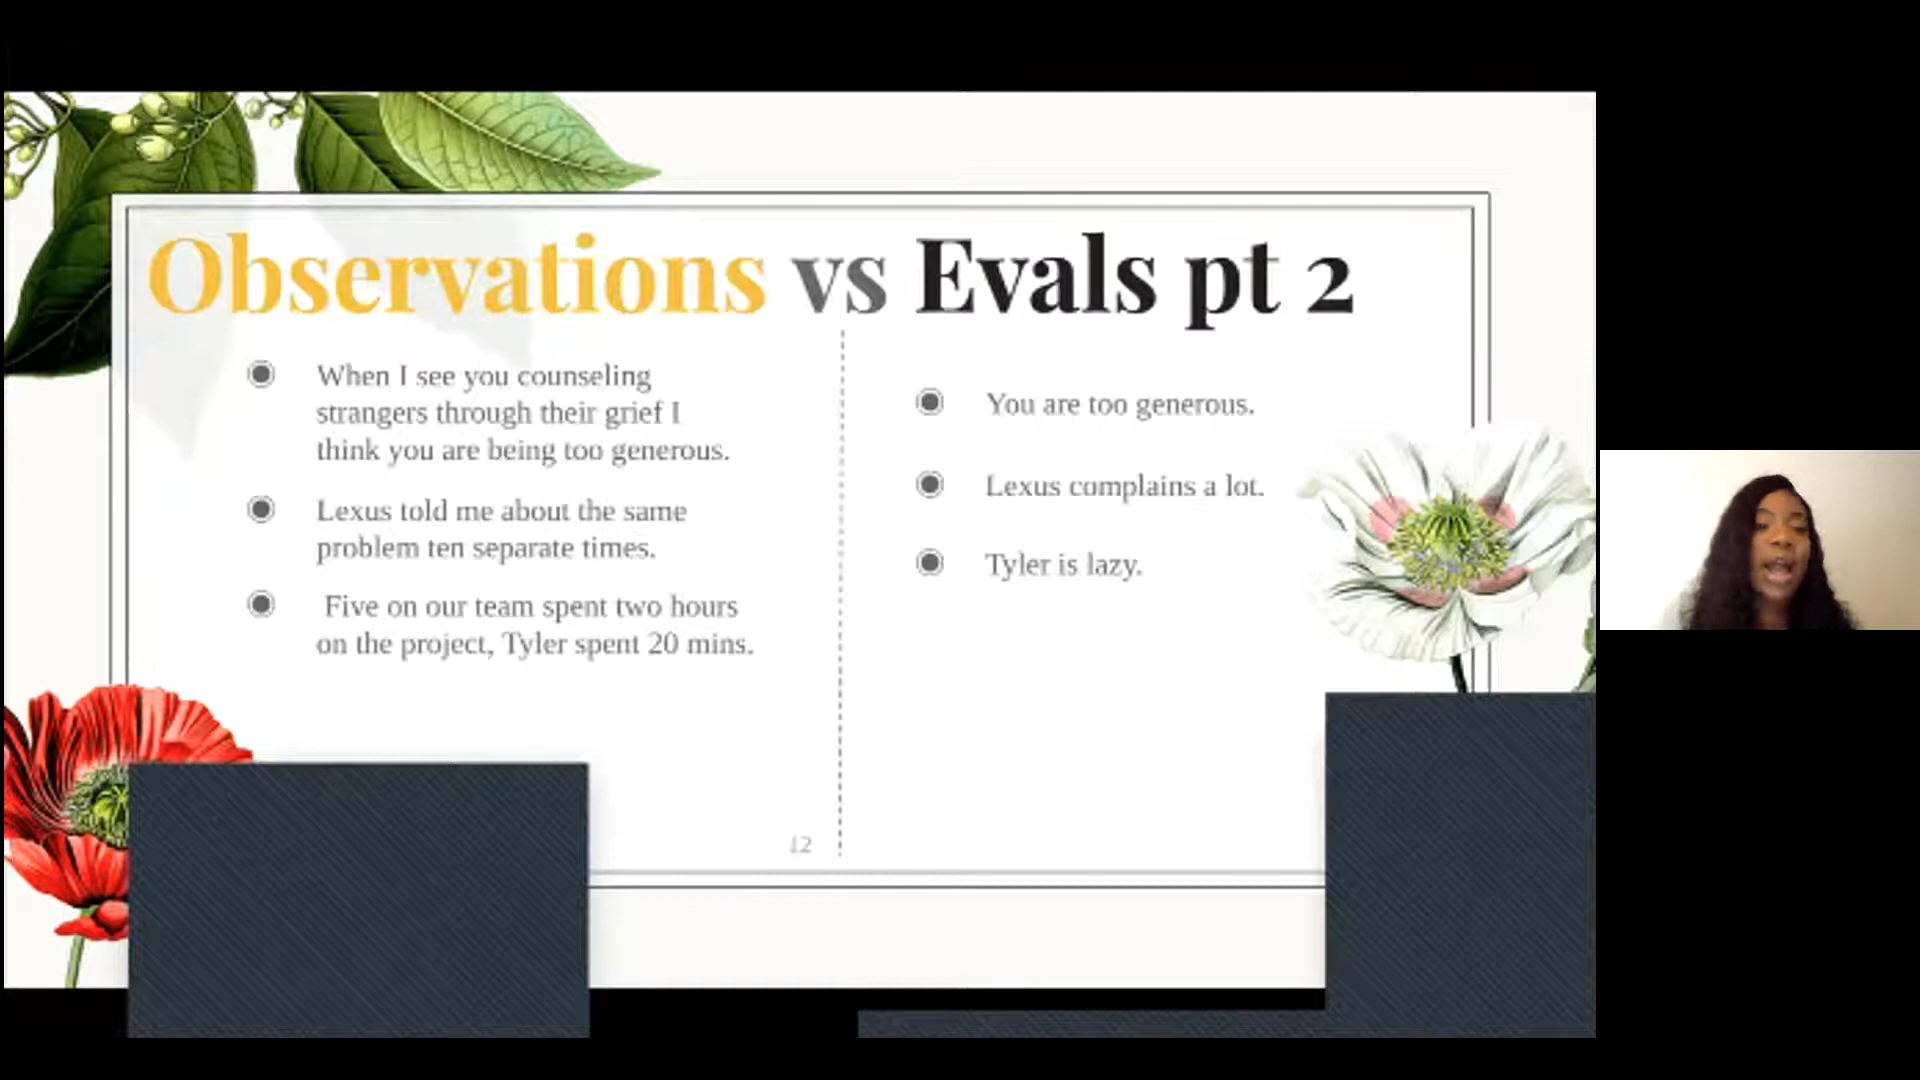 Observations vs Evals pt 2
When I see you counseling
strangers through their grief I
think you are being too generous.
Lexus told me about the same
problem ten separate times.
Five on our team spent two hours
on the project, Tyler spent 20 mins.
You are too generous.
Lexus complains a lot.
Tyler is lazy.
12